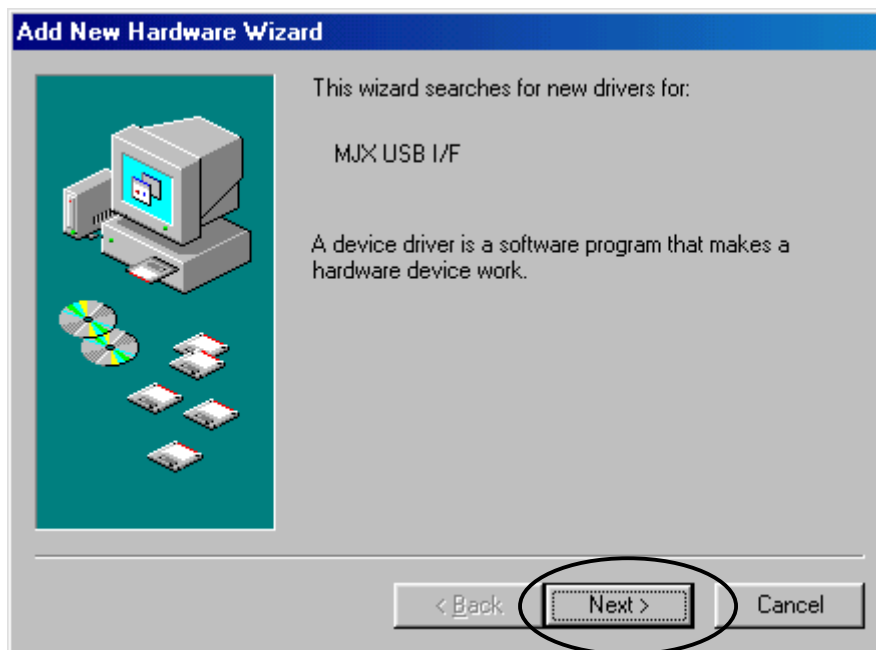 Add New Hardware Wizard
This wizard searches for new drivers for:
MJX USB I/F
A device driver is a software program that makes a
hardware device work.
< Back
Next >
Cancel